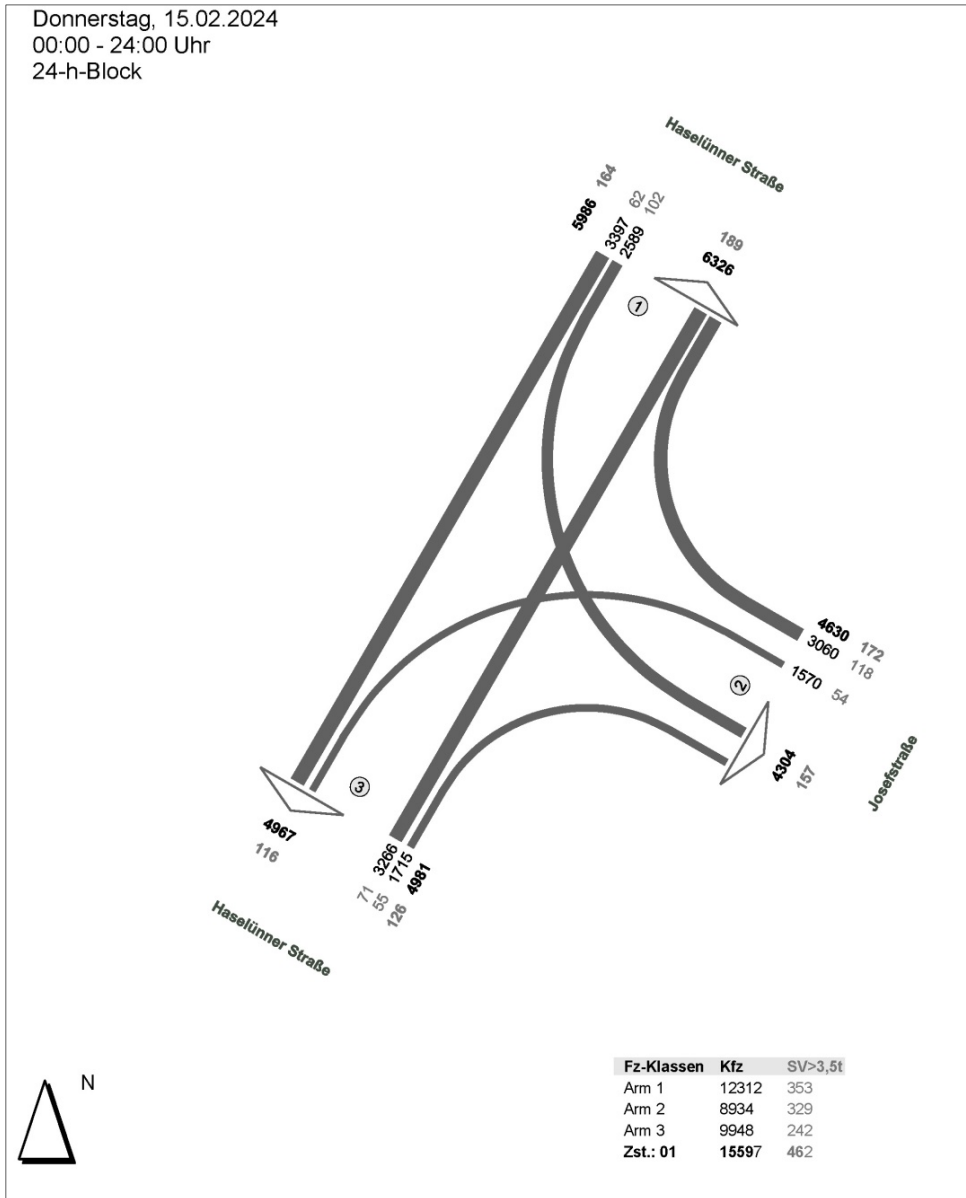 Donnerstag, 15.02.2024
00:00 - 24:00 Uhr
24-h-Block
Haselünner Straße
5986 164
3397 62
2589 102
189
6326
1
4630 172
3060 118
1570 54
2
4304
157
Josefstraße
3
4967
116
71 3266
55 1715
126 4981
Haselünner Straße
N
Fz-Klassen Kfz SV>3,5t
Arm 1 12312 353
Arm 2 8934 329
Arm 3 9948 242
Zst.: 01 15597 462